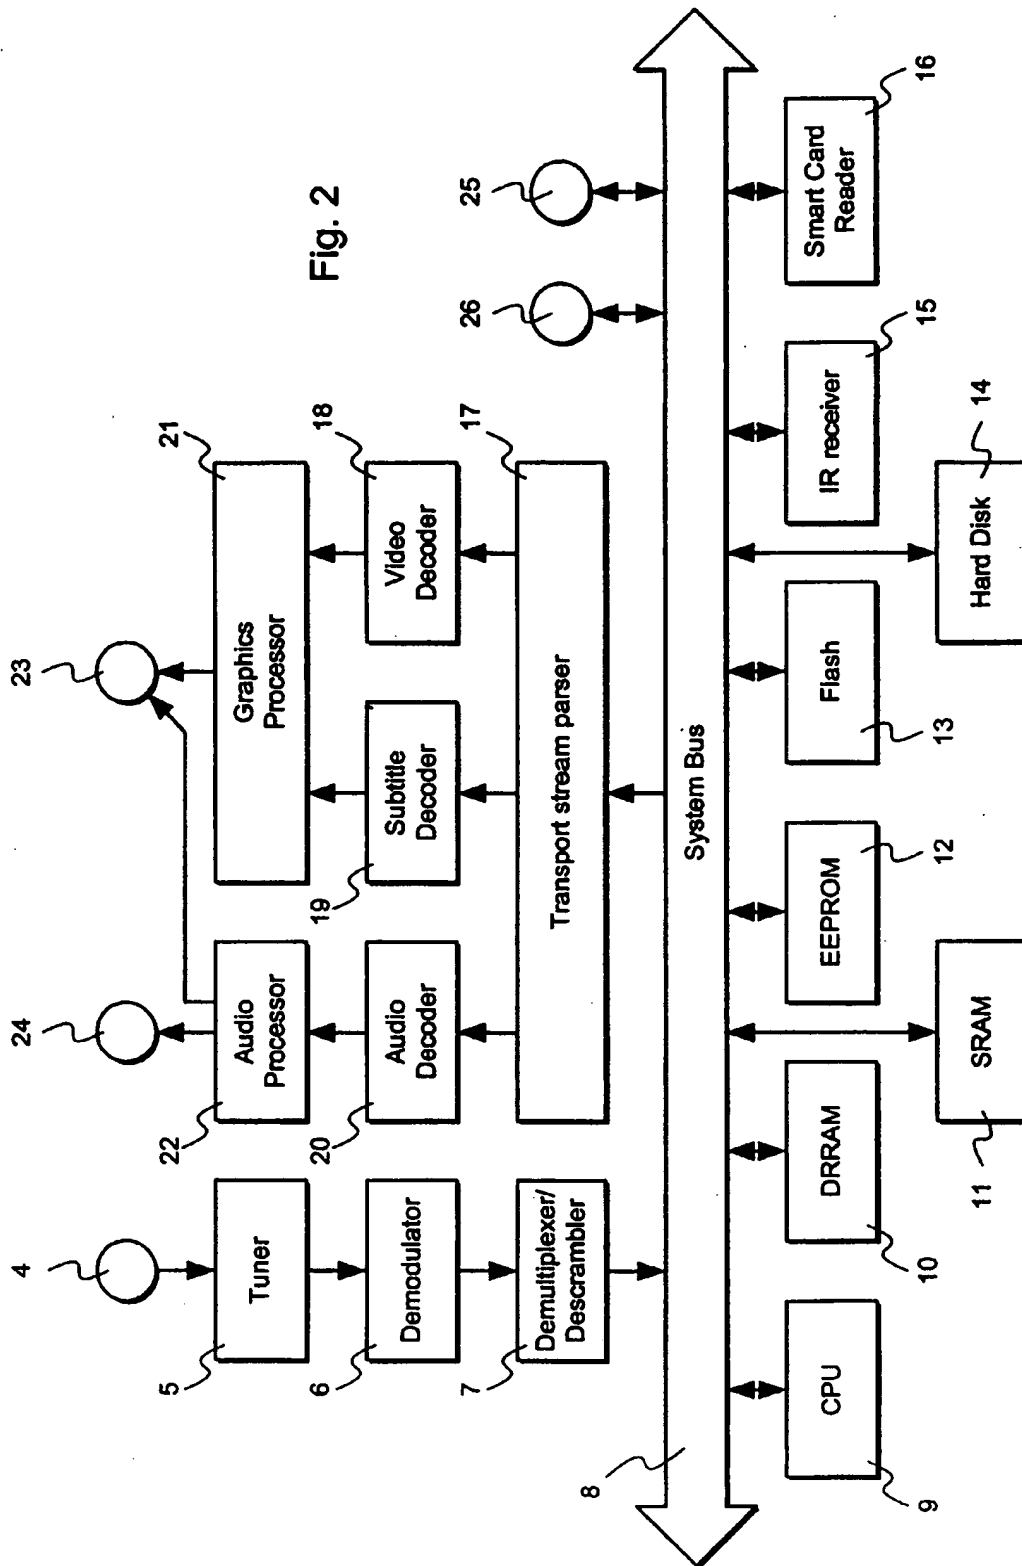 Fig. 2
4
24
23
5
Tuner
22
Audio
Processor
21
Graphics
Processor
6
Demodulator
20
Audio
Decoder
19
Subtitle
Decoder
18
Video
Decoder
7
Demultiplexer/
Descrambler
17
Transport stream parser
26
25
8
System Bus
9
CPU
10
DRRAM
11
SRAM
12
EEPROM
13
Flash
14
Hard Disk
15
IR receiver
16
Smart Card
Reader